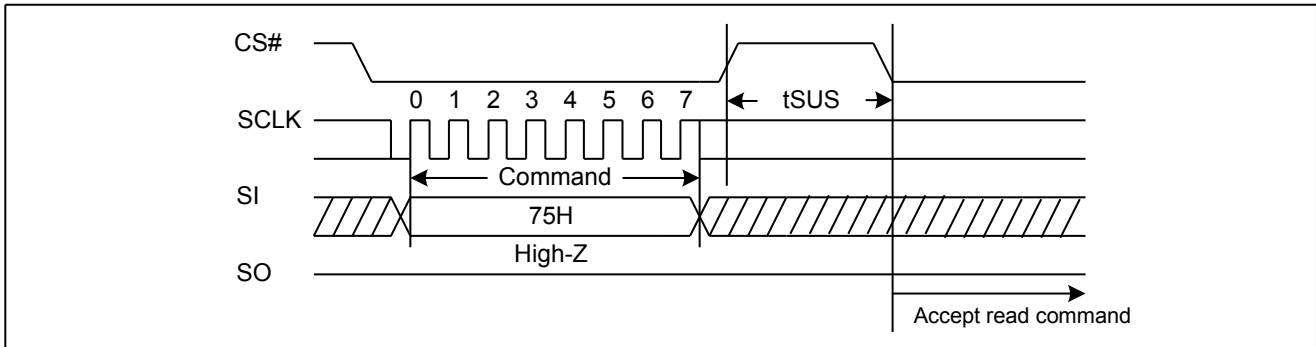 CS#
tSUS
0 1 2 3 4 5 6 7
SCLK
Command
SI
75H
High-Z
SO
Accept read command